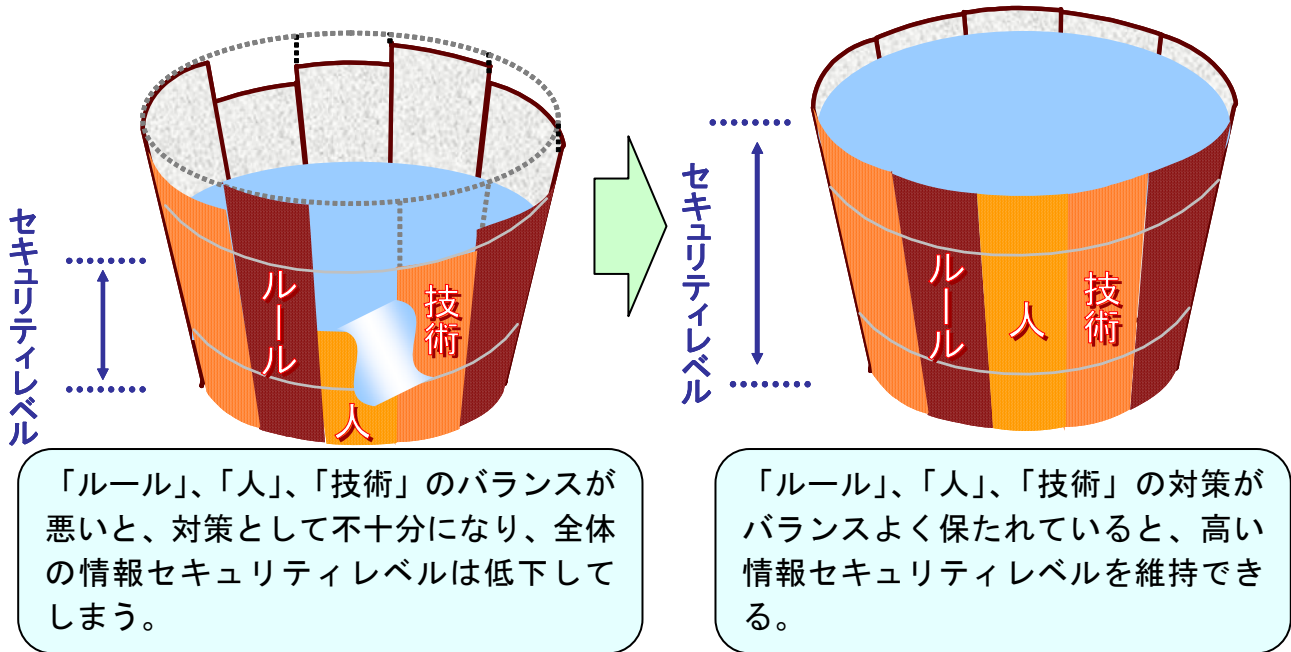 セキュリティレベル
ルール
人
技術
「ルール」、「人」、「技術」のバランスが
悪いと、対策として不十分になり、全体
の情報セキュリティレベルは低下して
しまう。
セキュリティレベル
ルール
人
技術
「ルール」、「人」、「技術」の対策が
バランスよく保たれていると、高い
情報セキュリティレベルを維持でき
る。